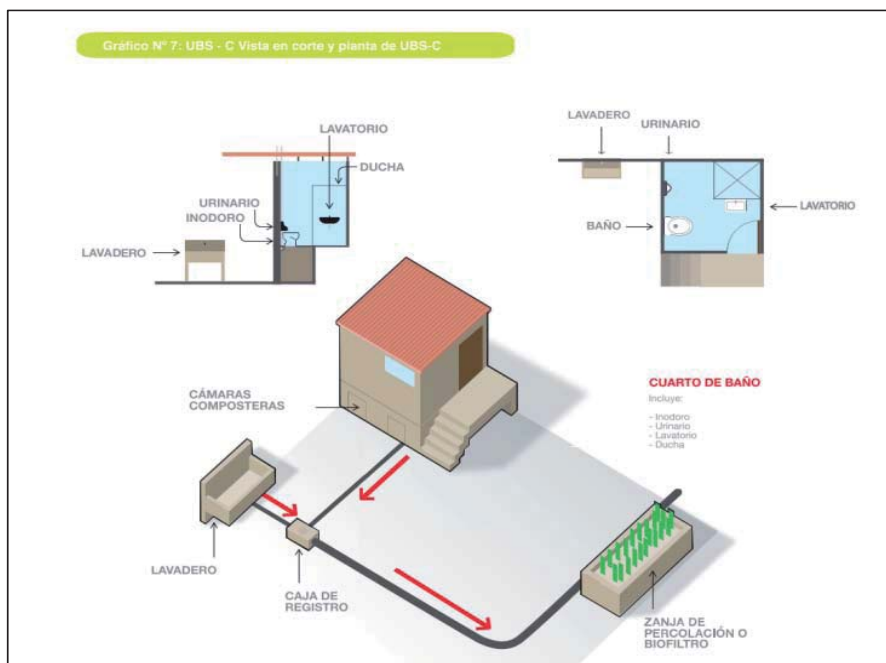 Gráfico N° 7: UBS - C Vista en corte y planta de UBS-C
LAVATORIO
DUCHA
URINARIO
INODORO
LAVADERO
LAVADERO
URINARIO
BAÑO
LAVATORIO
CÁMARAS
COMPOSTERAS
CUARTO DE BAÑO
Incluye:
- Inodoro
- Urinario
- Lavatorio
- Ducha
LAVADERO
CAJA DE
REGISTRO
ZANJA DE
PERCOLACIÓN O
BIOFILTRO